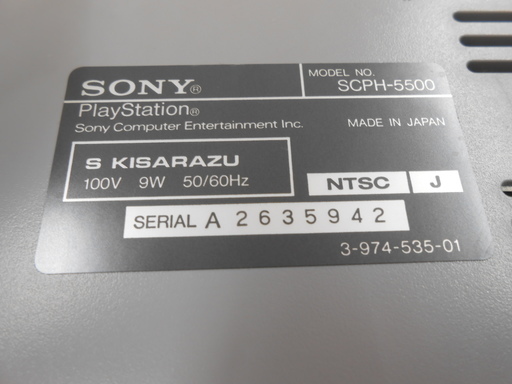 SONY®
MODEL NO.
SCPH-5500
PlayStation®
Sony Computer Entertainment Inc.
MADE IN JAPAN
S KISARAZU
100V 9W 50/60Hz
NTSC J
SERIAL A 2635942
3-974-535-01